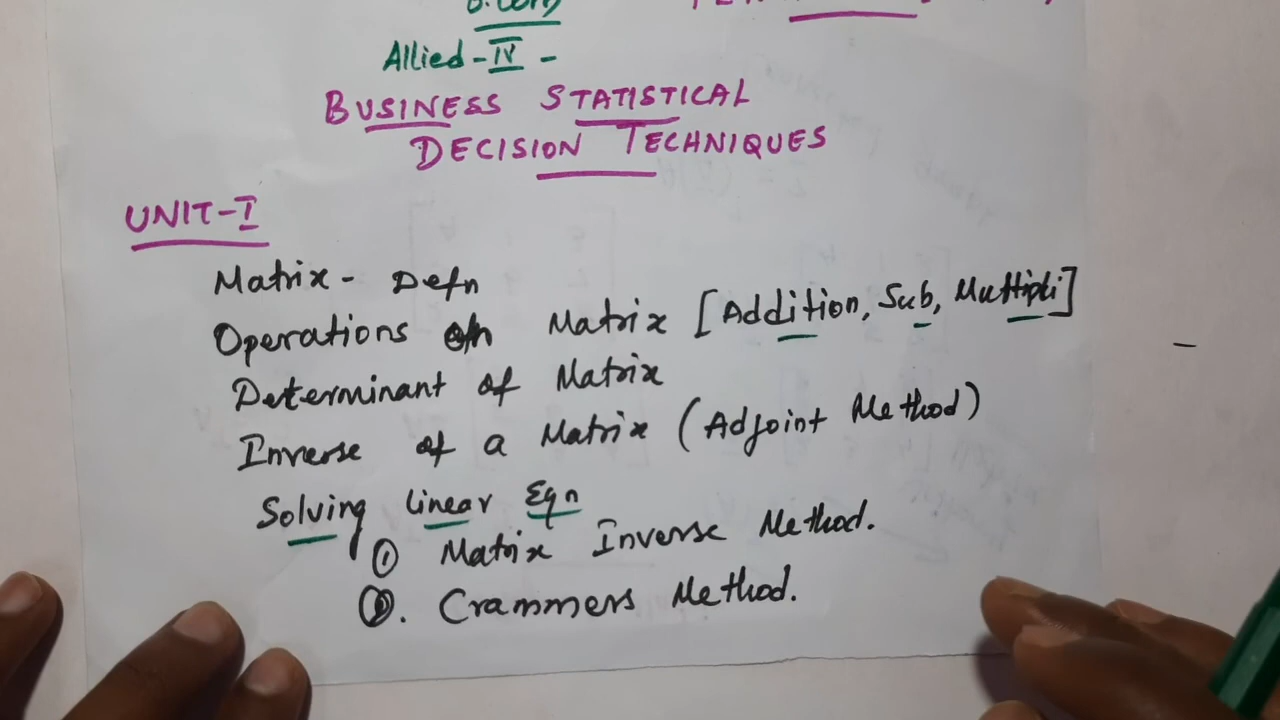 B.Com
Allied-IV -
BUSINESS STATISTICAL
DECISION TECHNIQUES
UNIT-I
Matrix - Defn
Operations on Matrix [Addition, Sub, Multipli]
Determinant of Matrix
Inverse of a Matrix (Adjoint Method)
Solving linear Eqn
① Matrix Inverse Method.
②. Crammers Method.